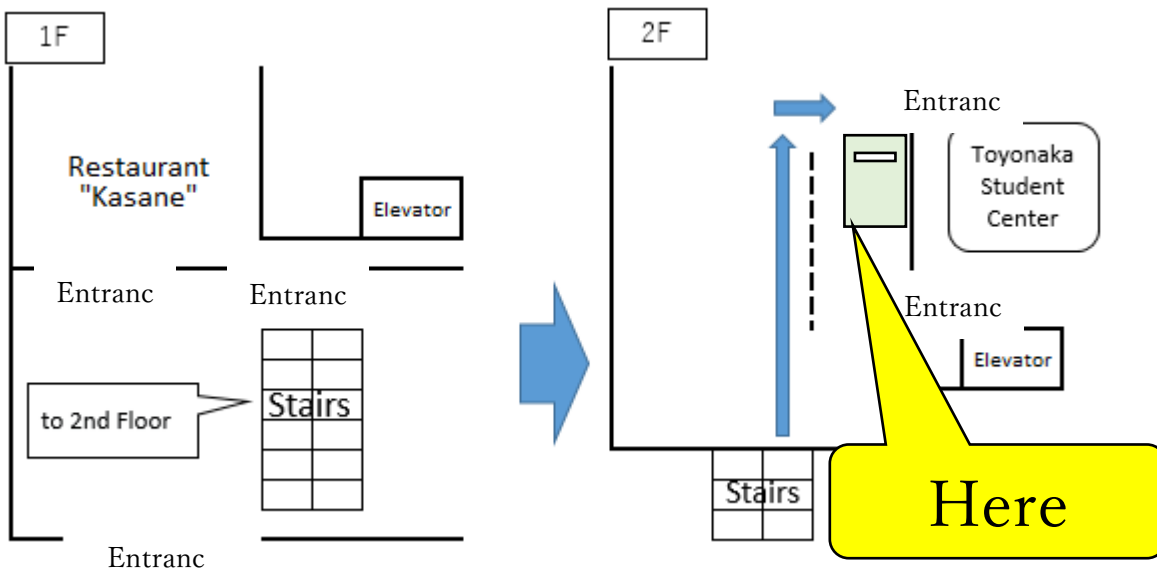 1F
Restaurant
"Kasane"
Elevator
Entranc
Entranc
to 2nd Floor
Stairs
Entranc
2F
Entranc
Toyonaka
Student
Center
Entranc
Elevator
Stairs
Here